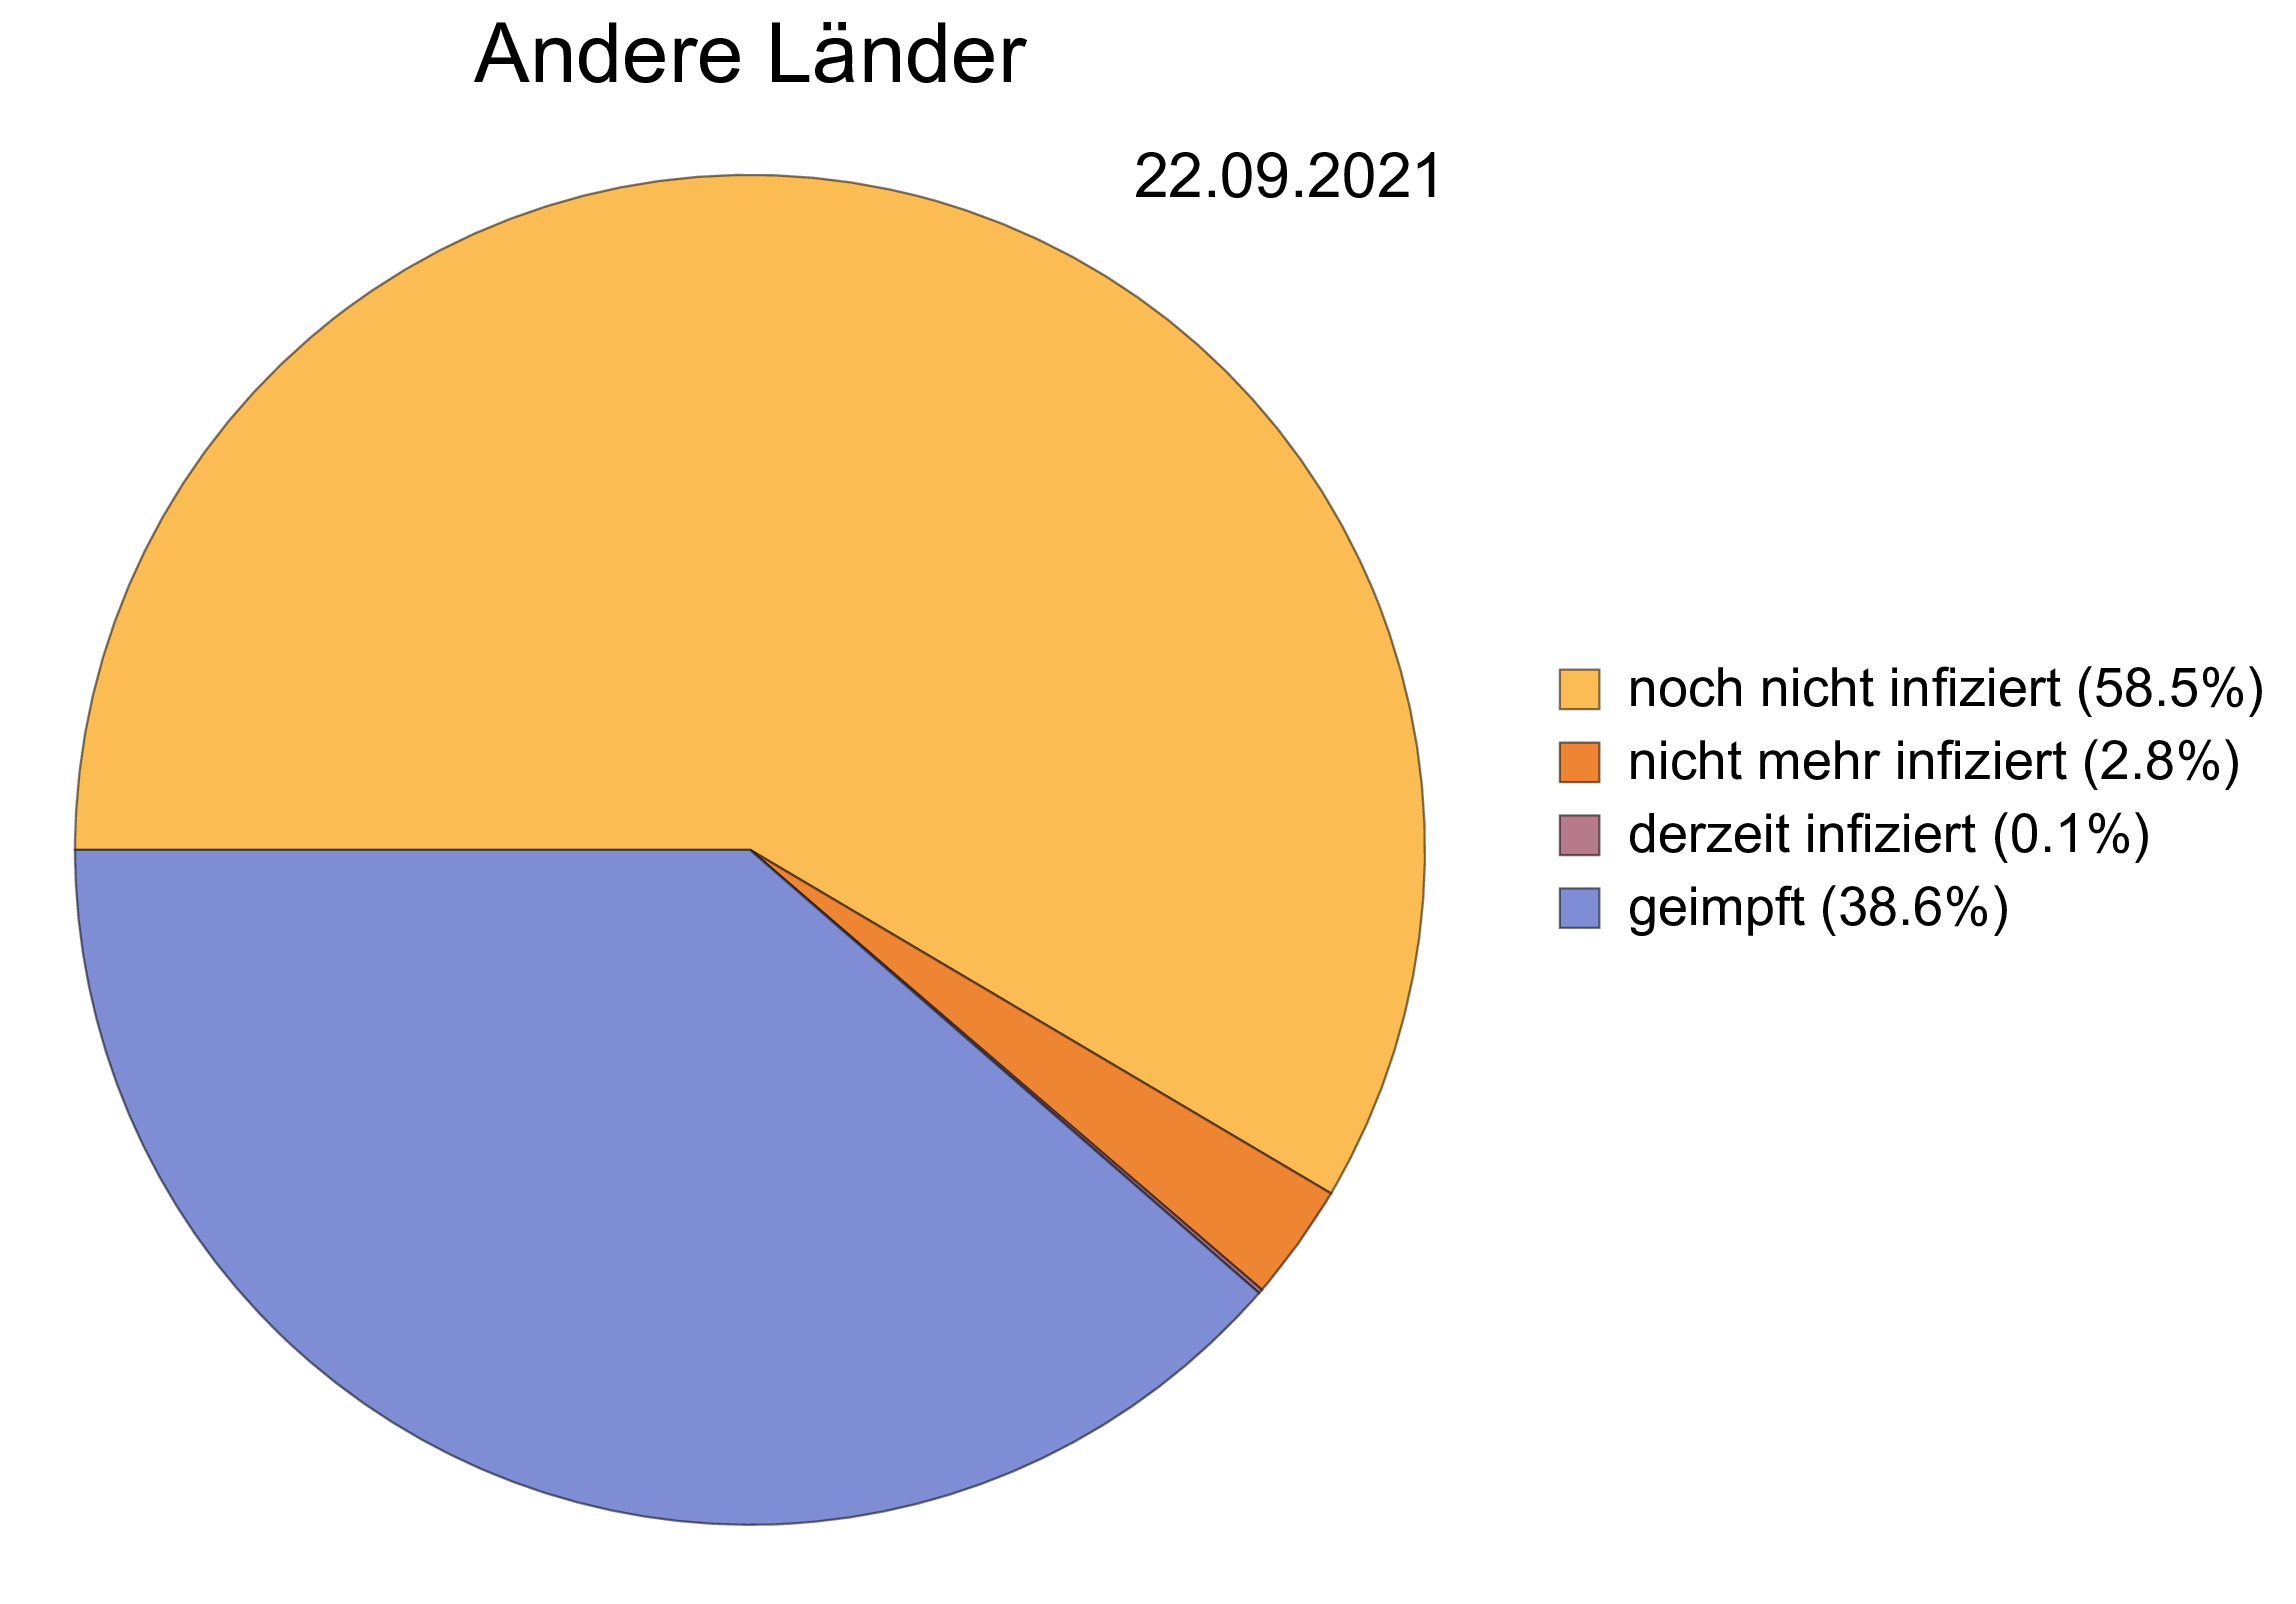 Andere Länder
22.09.2021
noch nicht infiziert (58.5%)
nicht mehr infiziert (2.8%)
derzeit infiziert (0.1%)
geimpft (38.6%)